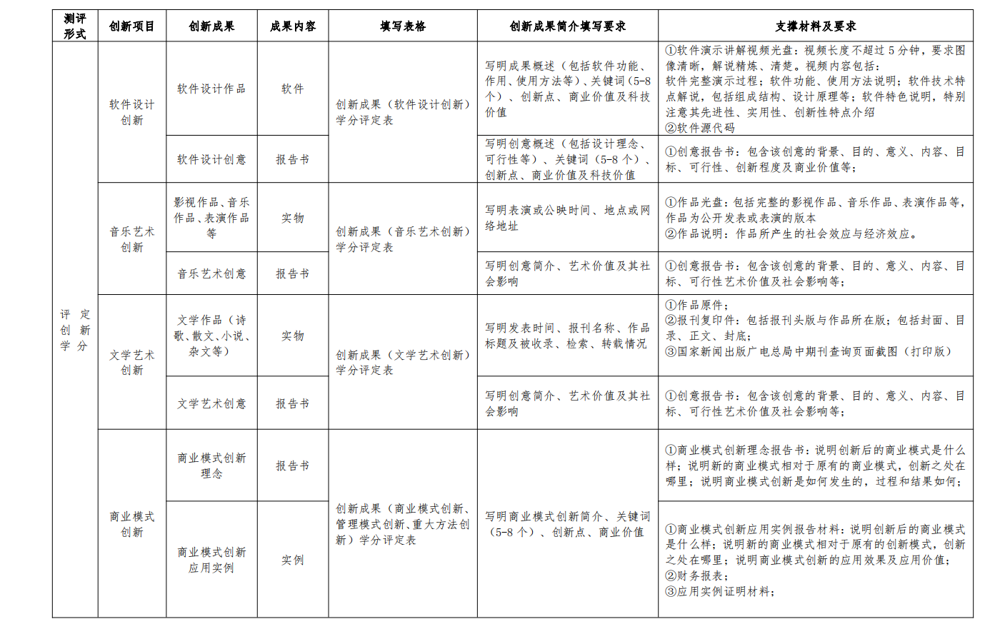 测评
形式
创新项目
创新成果
成果内容
填写表格
创新成果简介填写要求
支撑材料及要求
评 定
创 新
学 分
软件设计
创新
软件设计作品
软件
创新成果（软件设计创新）
学分评定表
写明成果概述（包括软件功能、
作用、使用方法等）、关键词（5-8
个）、创新点、商业价值及科技
价值
①软件演示讲解视频光盘：视频长度不超过 5 分钟，要求图
像清晰，解说精炼、清楚。视频内容包括：
软件完整演示过程；软件功能、使用方法说明；软件技术特
点解说，包括组成结构、设计原理等；软件特色说明，特别
注意其先进性、实用性、创新性特点介绍
②软件源代码
软件设计创意
报告书
写明创意概述（包括设计理念、
可行性等）、关键词（5-8 个）、
创新点、商业价值及科技价值
①创意报告书：包含该创意的背景、目的、意义、内容、目
标、可行性、创新程度及商业价值等；
音乐艺术
创新
影视作品、音乐
作品、表演作品
等
实物
创新成果（音乐艺术创新）
学分评定表
写明表演或公映时间、地点或网
络地址
①作品光盘：包括完整的影视作品、音乐作品、表演作品等，
作品为公开发表或表演的版本
②作品说明：作品所产生的社会效应与经济效应。
音乐艺术创意
报告书
写明创意简介、艺术价值及其社
会影响
①创意报告书：包含该创意的背景、目的、意义、内容、目
标、可行性艺术价值及社会影响等；
文学艺术
创新
文学作品（诗
歌、散文、小说、
杂文等）
实物
创新成果（文学艺术创新）
学分评定表
写明发表时间、报刊名称、作品
标题及被收录、检索、转载情况
①作品原件；
②报刊复印件：包括报刊头版与作品所在版；包括封面、目
录、正文、封底；
③国家新闻出版广电总局中期刊查询页面截图（打印版）
文学艺术创意
报告书
写明创意简介、艺术价值及其社
会影响
①创意报告书：包含该创意的背景、目的、意义、内容、目
标、可行性艺术价值及社会影响等；
商业模式
创新
商业模式创新
理念
报告书
创新成果（商业模式创新、
管理模式创新、重大方法创
新）学分评定表
写明商业模式创新简介、关键词
（5-8 个）、创新点、商业价值
①商业模式创新理念报告书：说明创新后的商业模式是什么
样；说明新的商业模式相对于原有的商业模式，创新之处在
哪里；说明商业模式创新是如何发生的，过程和结果如何；
商业模式创新
应用实例
实例
①商业模式创新应用实例报告材料：说明创新后的商业模式
是什么样；说明新的商业模式相对于原有的创新模式，创新
之处在哪里；说明商业模式创新的应用效果及应用价值；
②财务报表；
③应用实例证明材料；